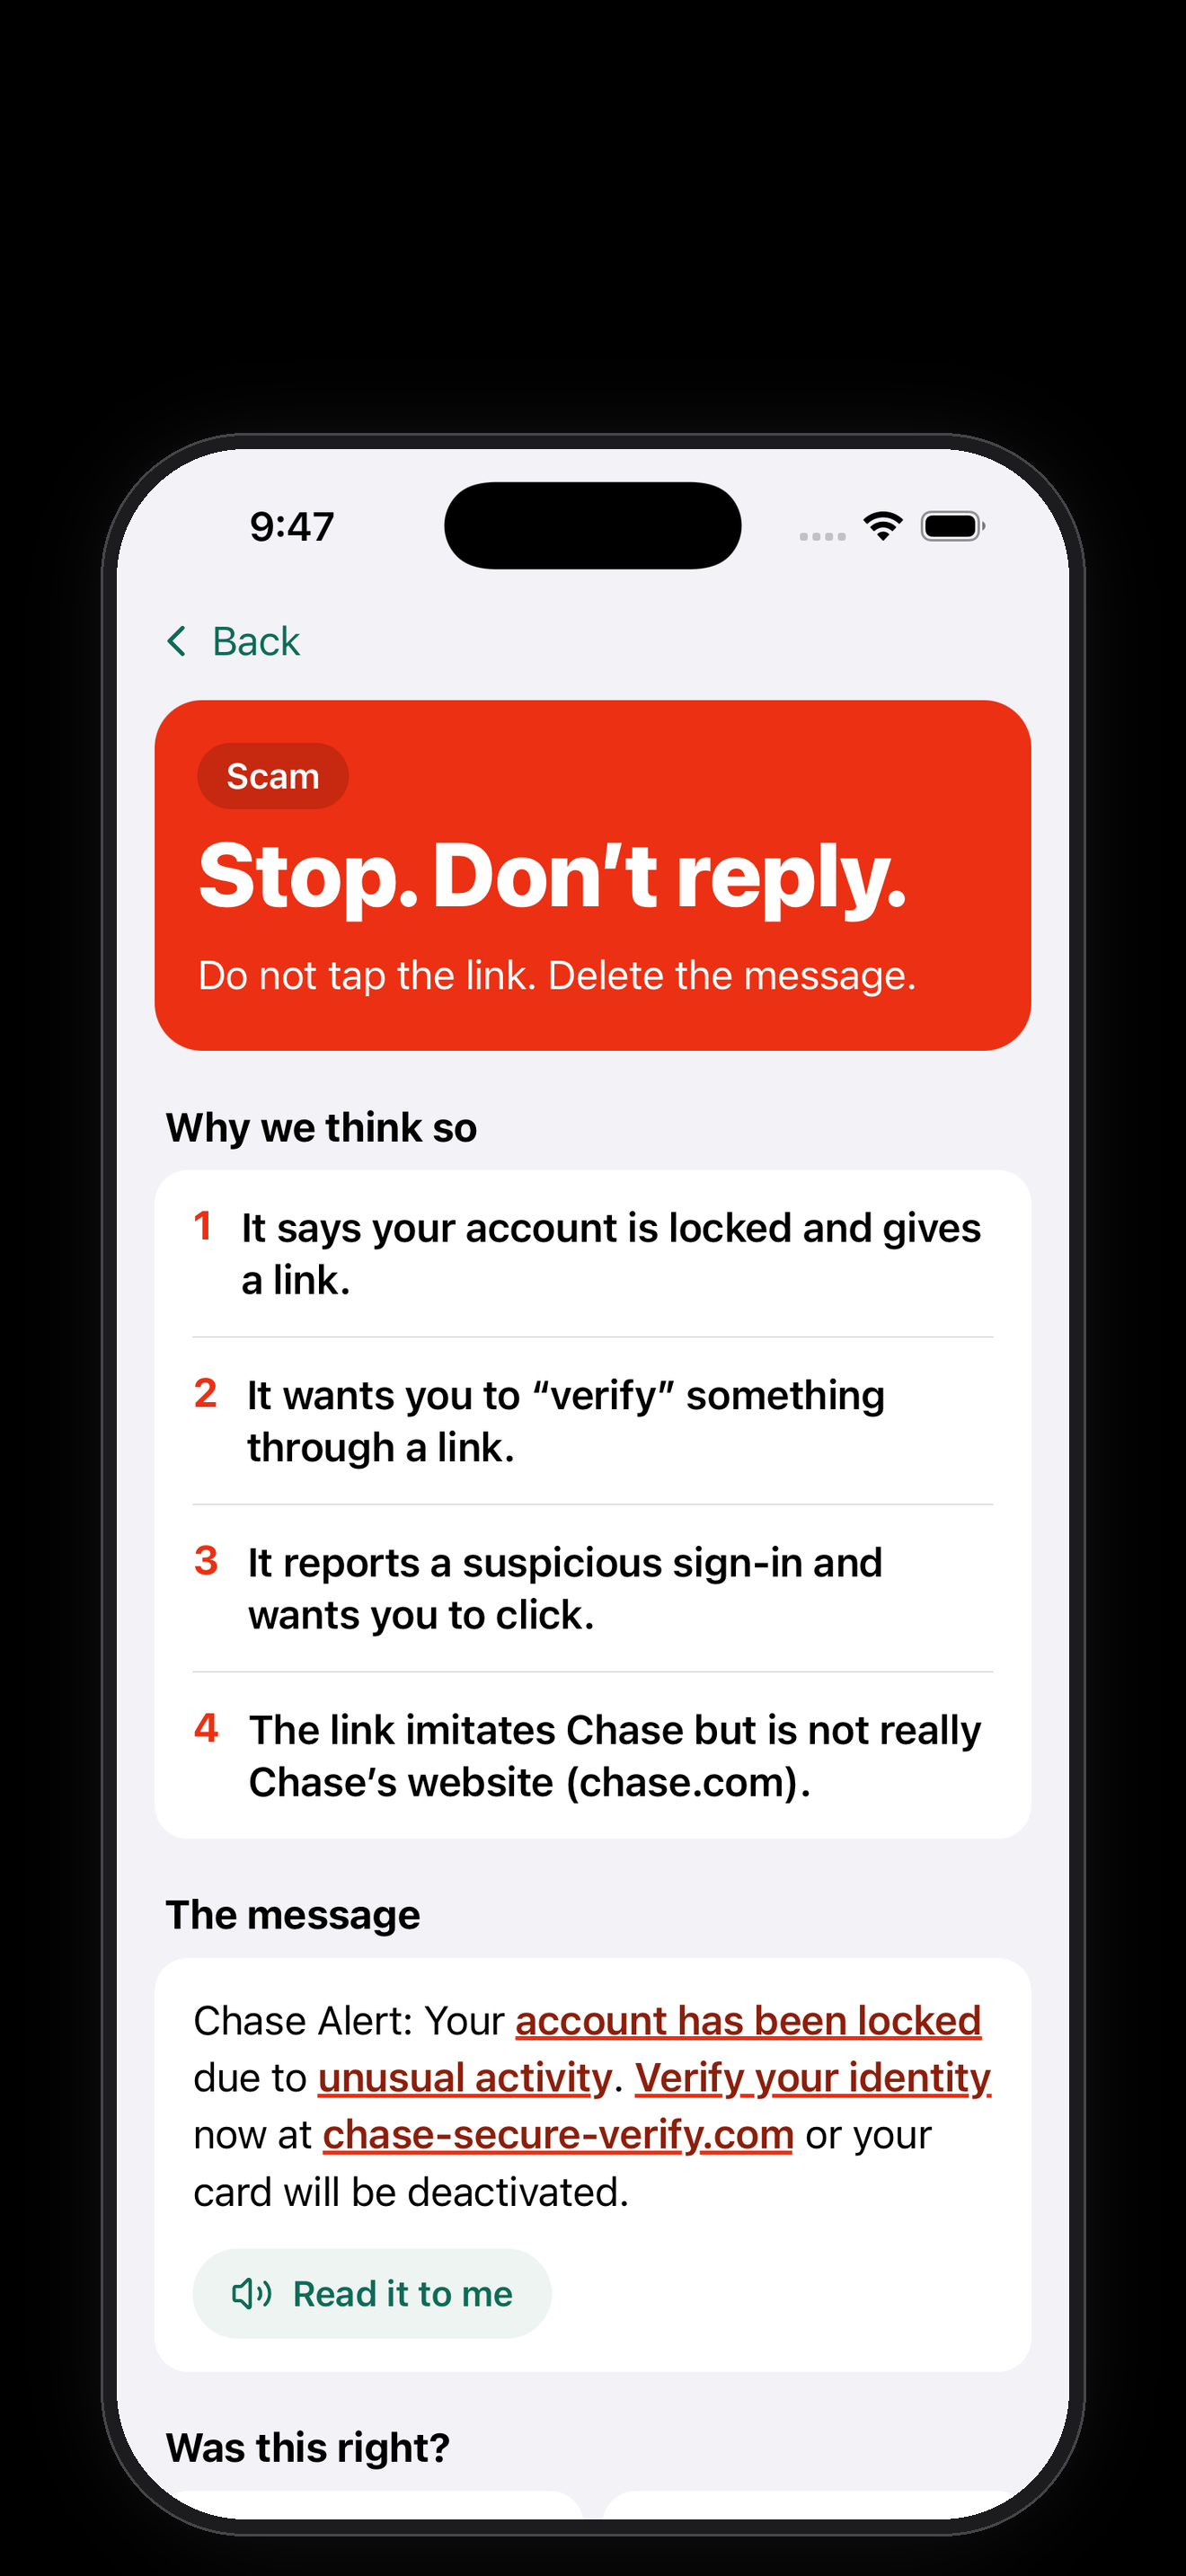 9:47
Back
Scam
Stop. Don’t reply.
Do not tap the link. Delete the message.
Why we think so
1 It says your account is locked and gives
a link.
2 It wants you to “verify” something
through a link.
3 It reports a suspicious sign-in and
wants you to click.
4 The link imitates Chase but is not really
Chase’s website (chase.com).
The message
Chase Alert: Your account has been locked
due to unusual activity. Verify your identity
now at chase-secure-verify.com or your
card will be deactivated.
Read it to me
Was this right?